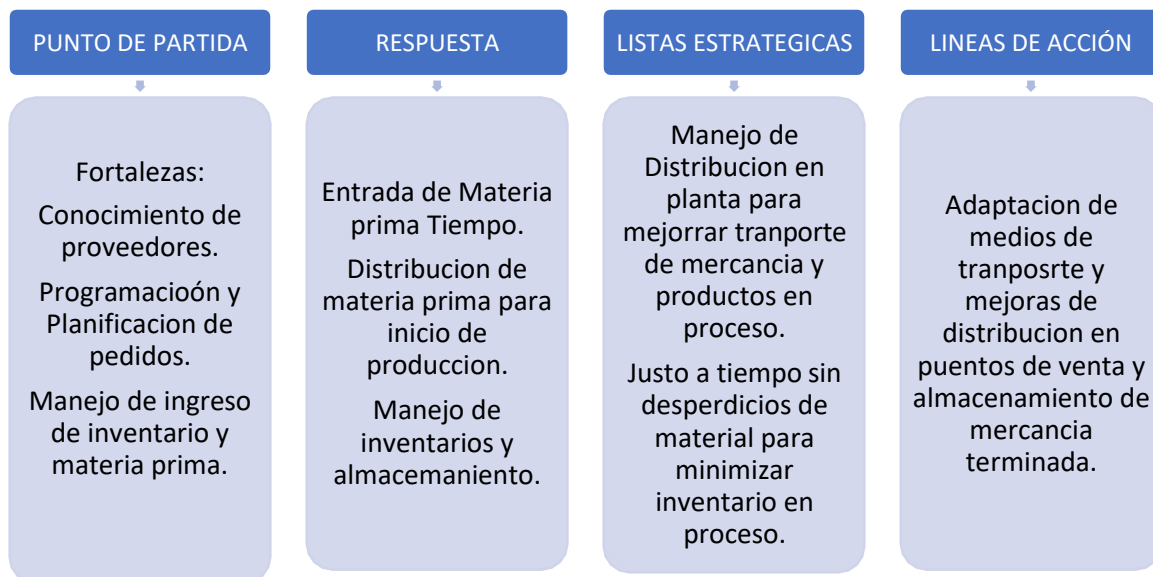 PUNTO DE PARTIDA
Fortalezas:
Conocimiento de
proveedores.
Programacioón y
Planificacion de
pedidos.
Manejo de ingreso
de inventario y
materia prima.
RESPUESTA
Entrada de Materia
prima Tiempo.
Distribucion de
materia prima para
inicio de
produccion.
Manejo de
inventarios y
almacemaniento.
LISTAS ESTRATEGICAS
Manejo de
Distribucion en
planta para
mejorrar tranporte
de mercancia y
productos en
proceso.
Justo a tiempo sin
desperdicios de
material para
minimizar
inventario en
proceso.
LINEAS DE ACCIÓN
Adaptacion de
medios de
tranposrte y
mejoras de
distribucion en
puentos de venta y
almacenamiento de
mercancia
terminada.